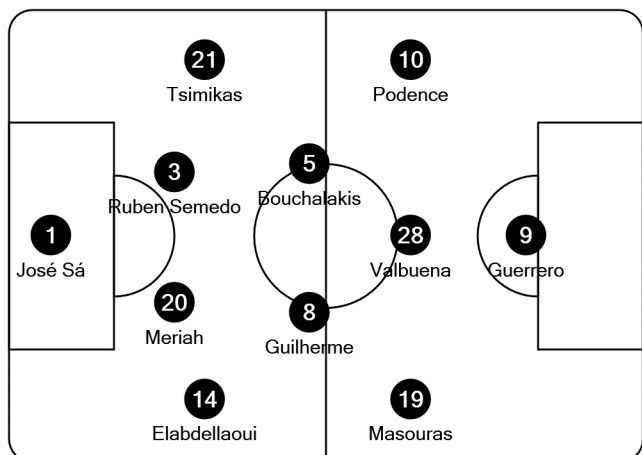 21
Tsimikas
10
Podence
3
Ruben Semedo
5
Bouchalakis
1
José Sá
28
Valbuena
9
Guerrero
20
Meriah
8
Guilherme
14
Elabdellaoui
19
Masouras